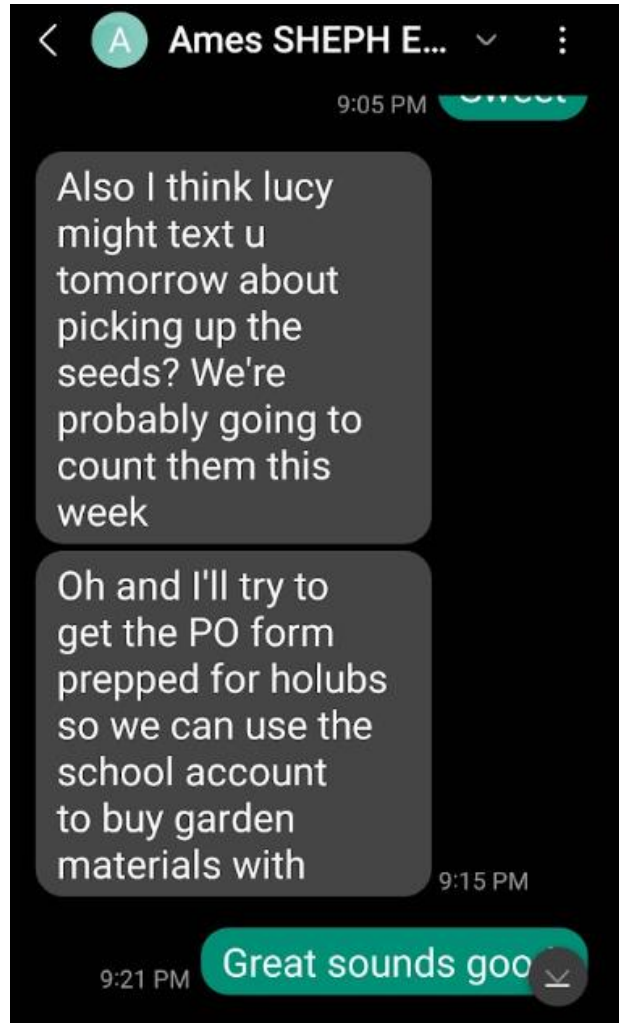 A Ames SHEPH E...
9:05 PM
Also I think lucy
might text u
tomorrow about
picking up the
seeds? We're
probably going to
count them this
week
Oh and I'll try to
get the PO form
prepped for holubs
so we can use the
school account
to buy garden
materials with
9:15 PM
Great sounds
9:21 PM